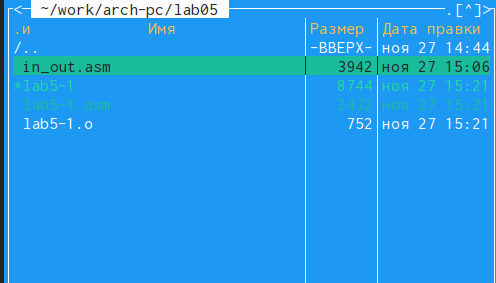 <─ ~/work/arch-pc/lab05 ─.[^]>
.и Имя Размер Дата правки
/.. -ВВЕРХ- ноя 27 14:44
in_out.asm 3942 ноя 27 15:06
*lab5-1 8744 ноя 27 15:21
lab5-1.asm 2432 ноя 27 15:21
lab5-1.o 752 ноя 27 15:21